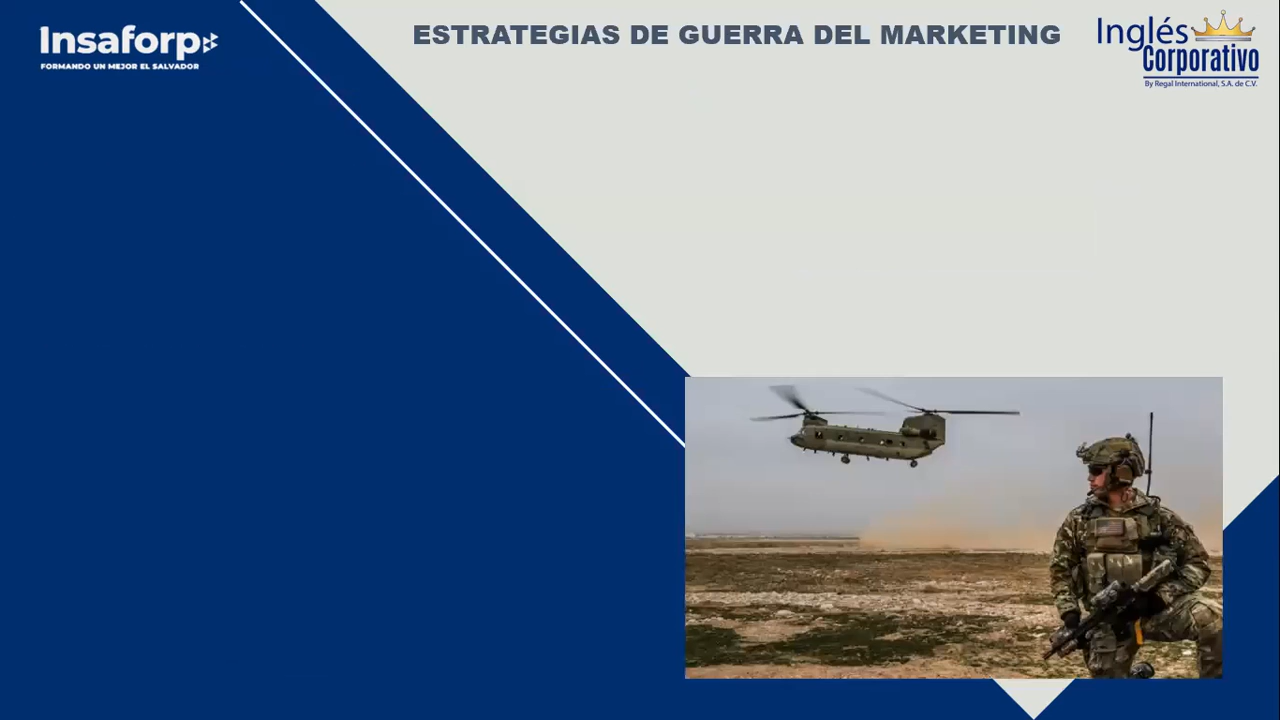 Insaforp
FORMANDO UN MEJOR EL SALVADOR
ESTRATEGIAS DE GUERRA DEL MARKETING
Inglés
Corporativo
By Regal International, S.A. de C.V.